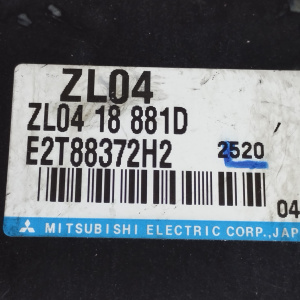 ZL04
ZL04 18 881D
E2T88372H2 2520
04
MITSUBISHI ELECTRIC CORP., JAP